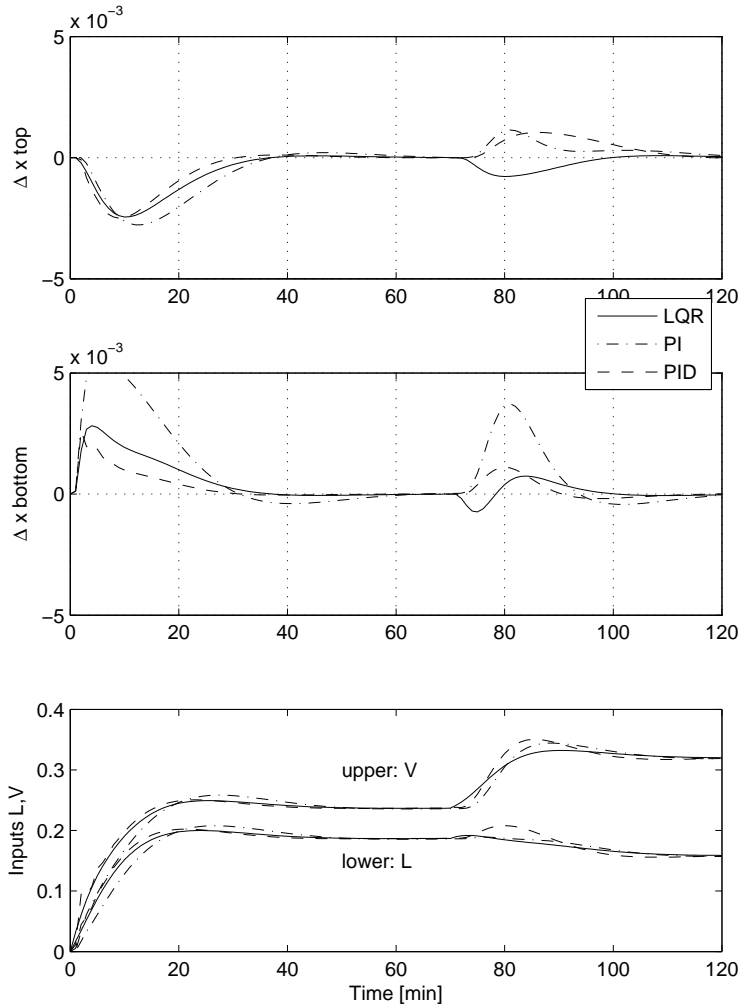 x 10⁻³
5
0
−5
Δ x top
0 20 40 60 80 100 120
LQR
PI
PID
x 10⁻³
5
0
−5
Δ x bottom
0 20 40 60 80 100 120
0.4
0.3
0.2
0.1
0
Inputs L,V
upper: V
lower: L
0 20 40 60 80 100 120
Time [min]